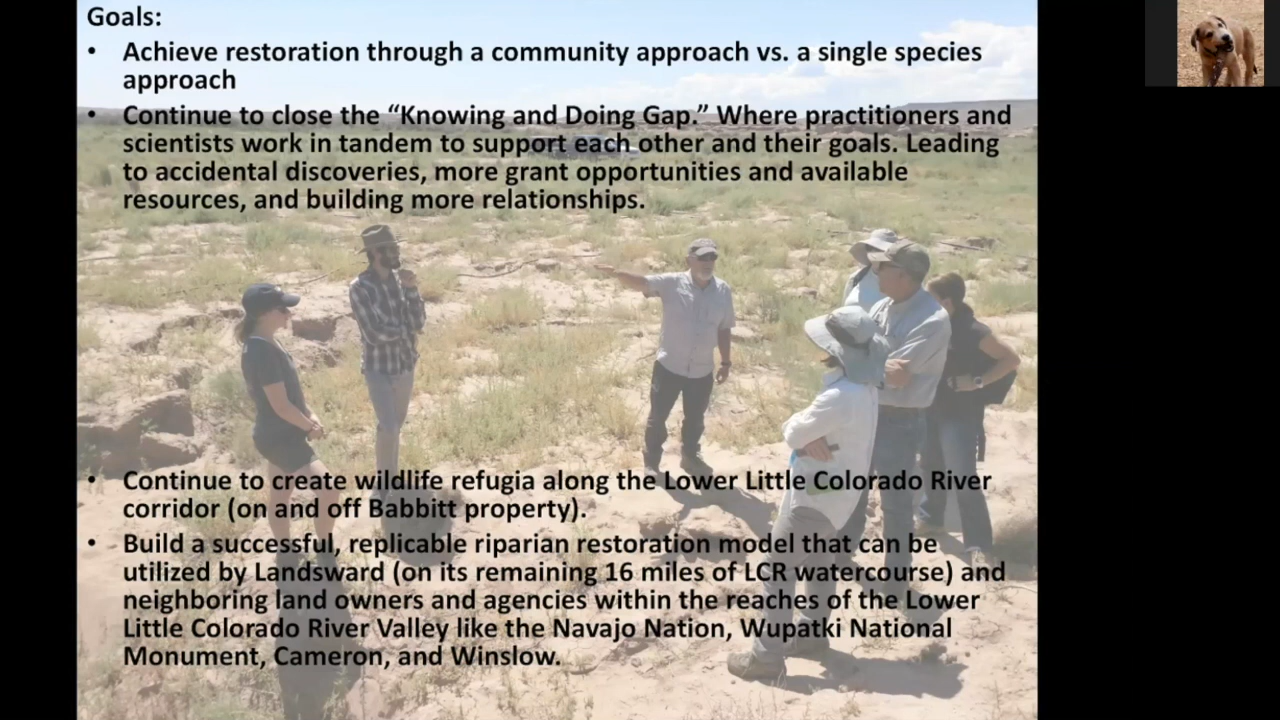 Goals:
• Achieve restoration through a community approach vs. a single species
approach
• Continue to close the “Knowing and Doing Gap.” Where practitioners and
scientists work in tandem to support each other and their goals. Leading
to accidental discoveries, more grant opportunities and available
resources, and building more relationships.
• Continue to create wildlife refugia along the Lower Little Colorado River
corridor (on and off Babbitt property).
• Build a successful, replicable riparian restoration model that can be
utilized by Landsward (on its remaining 16 miles of LCR watercourse) and
neighboring land owners and agencies within the reaches of the Lower
Little Colorado River Valley like the Navajo Nation, Wupatki National
Monument, Cameron, and Winslow.